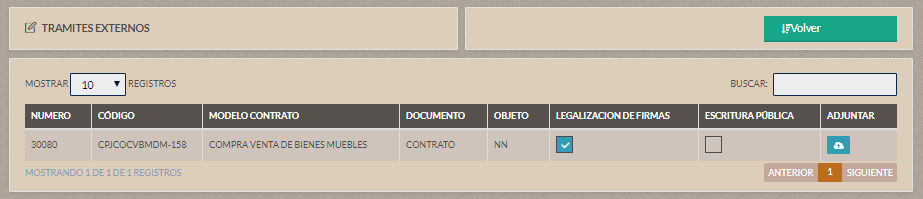 TRAMITES EXTERNOS
Volver
MOSTRAR 10 REGISTROS
BUSCAR:
NUMERO CÓDIGO MODELO CONTRATO DOCUMENTO OBJETO LEGALIZACION DE FIRMAS ESCRITURA PÚBLICA ADJUNTAR
30080 CPJCOCVBMDM-158 COMPRA VENTA DE BIENES MUEBLES CONTRATO NN
MOSTRANDO 1 DE 1 DE 1 REGISTROS
ANTERIOR 1 SIGUIENTE